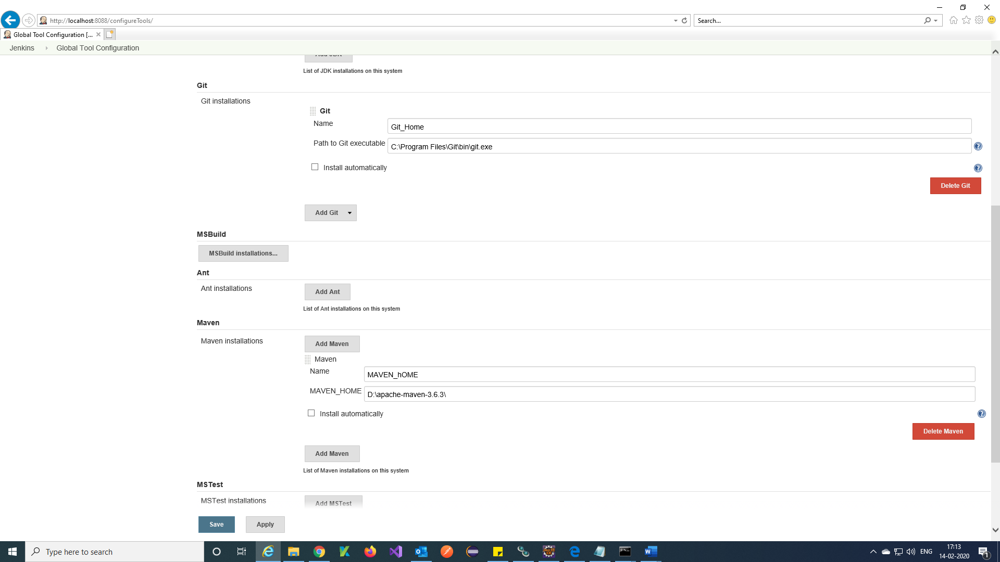 http://localhost:8088/configureTools/
Search...
Global Tool Configuration [...
Jenkins
Global Tool Configuration
Add JDK
List of JDK installations on this system
Git
Git installations
Git
Name
Git_Home
Path to Git executable
C:\Program Files\Git\bin\git.exe
Install automatically
Delete Git
Add Git
MSBuild
MSBuild installations...
Ant
Ant installations
Add Ant
List of Ant installations on this system
Maven
Maven installations
Add Maven
Maven
Name
MAVEN_hOME
MAVEN_HOME
D:\apache-maven-3.6.3\
Install automatically
Delete Maven
Add Maven
List of Maven installations on this system
MSTest
MSTest installations
Add MSTest
Save
Apply
Type here to search
ENG
17:13
14-02-2020
1